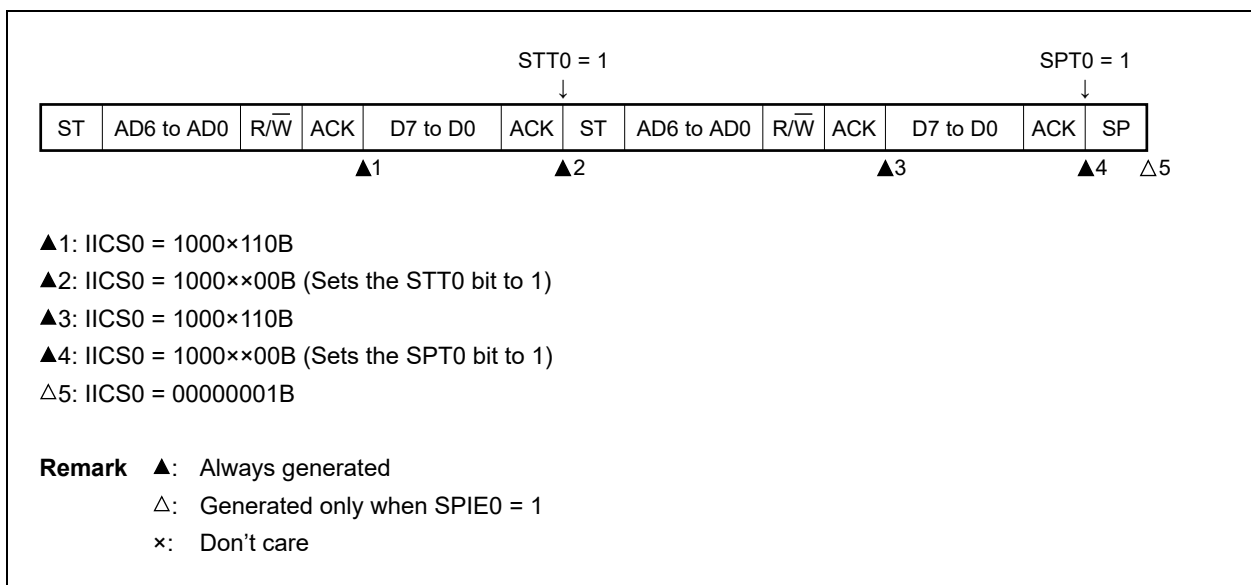 STT0 = 1 SPT0 = 1
↓ ↓
ST AD6 to AD0 R/W̅ ACK D7 to D0 ACK ST AD6 to AD0 R/W̅ ACK D7 to D0 ACK SP
▲1 ▲2 ▲3 ▲4 △5
▲1: IICS0 = 1000×110B
▲2: IICS0 = 1000××00B (Sets the STT0 bit to 1)
▲3: IICS0 = 1000×110B
▲4: IICS0 = 1000××00B (Sets the SPT0 bit to 1)
△5: IICS0 = 00000001B
Remark ▲: Always generated
△: Generated only when SPIE0 = 1
×: Don’t care